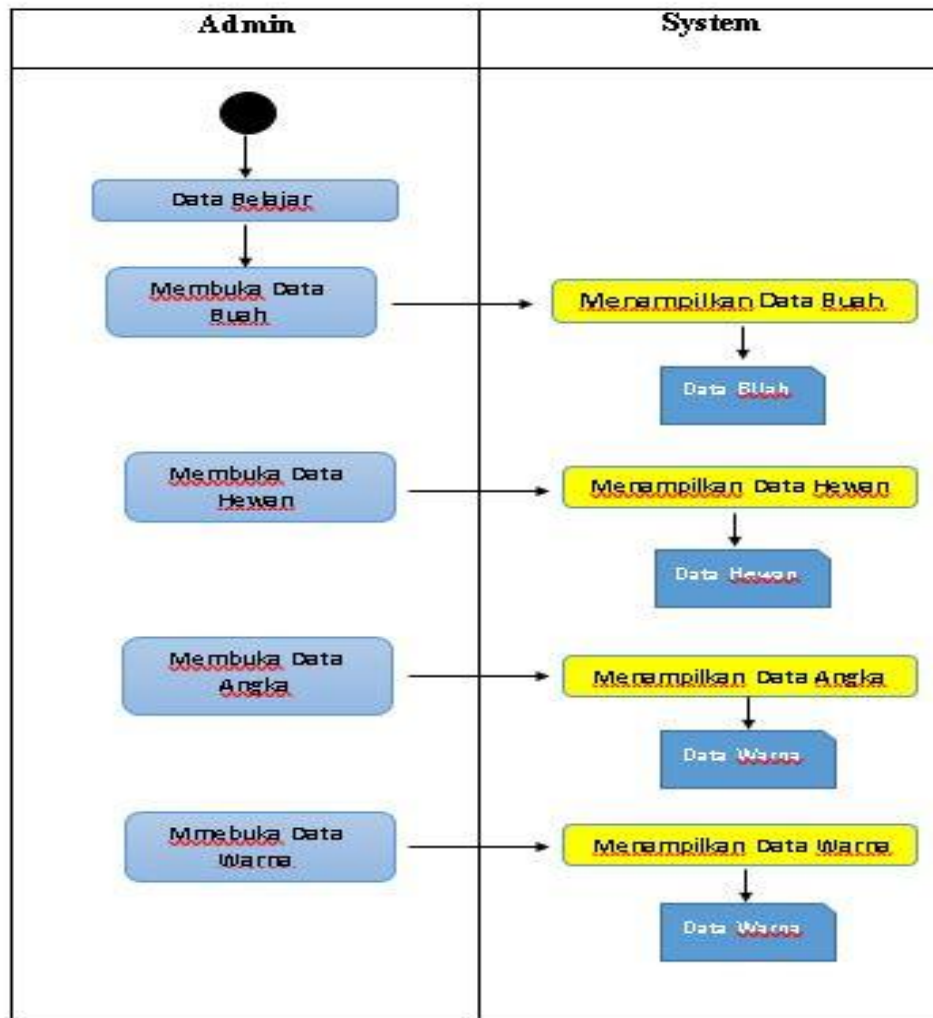 Admin
System
Data Belajar
Membuka Data
Buah
Menampilkan Data Buah
Data Buah
Membuka Data
Hewan
Menampilkan Data Hewan
Data Hewan
Membuka Data
Angka
Menampilkan Data Angka
Data Warna
Mmebuka Data
Warna
Menampilkan Data Warna
Data Warna